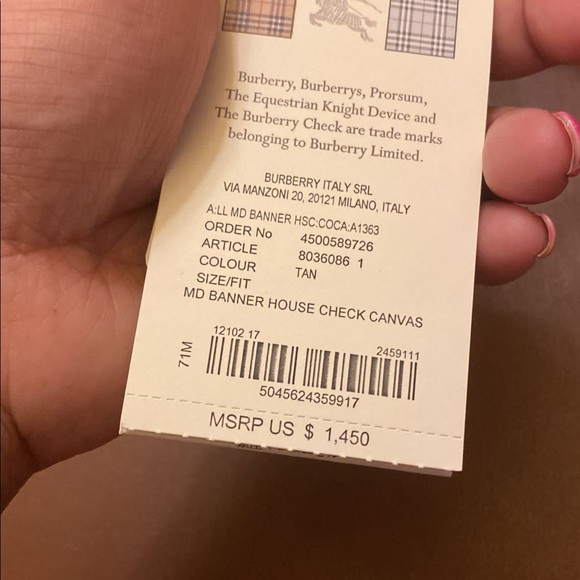 Burberry, Burberrys, Prorsum,
The Equestrian Knight Device and
The Burberry Check are trade marks
belonging to Burberry Limited.
BURBERRY ITALY SRL
VIA MANZONI 20, 20121 MILANO, ITALY
A:LL MD BANNER HSC:COCA:A1363
ORDER No 4500589726
ARTICLE 8036086 1
COLOUR TAN
SIZE/FIT
MD BANNER HOUSE CHECK CANVAS
71M
12102 17 2459111
5045624359917
MSRP US $ 1,450